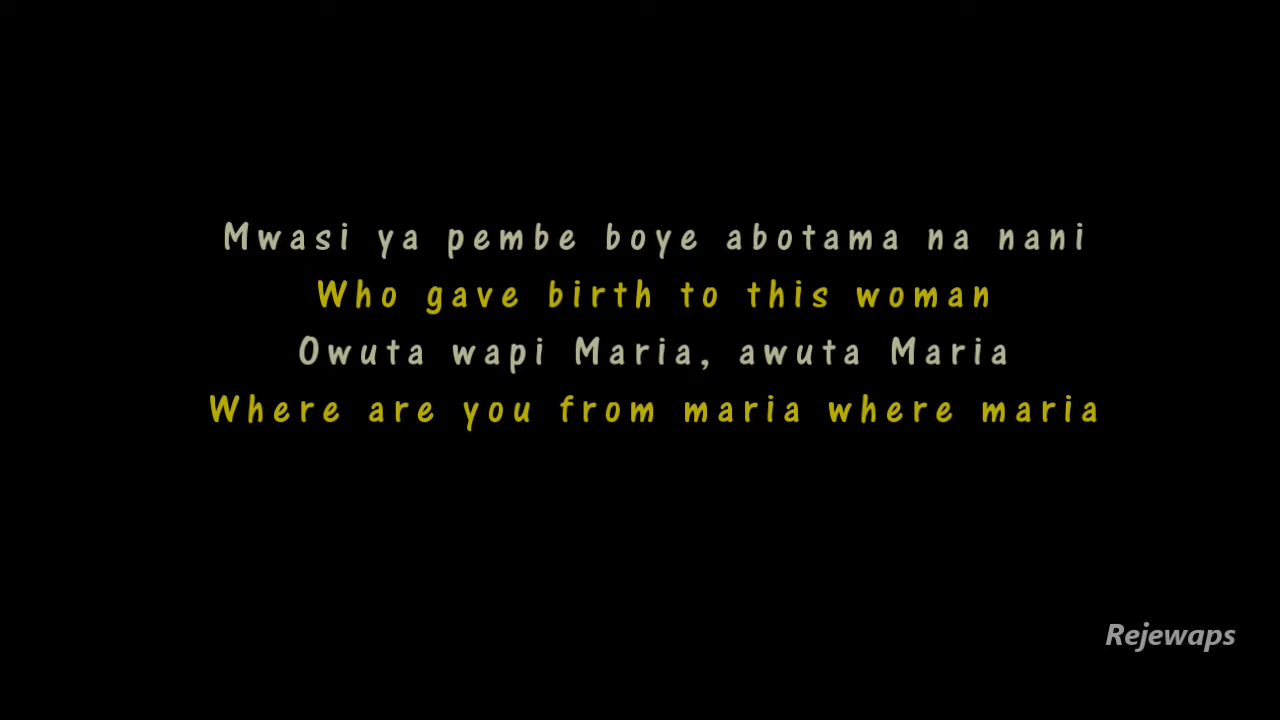 Mwasi ya pembe boye abotama na nani
Who gave birth to this woman
Owuta wapi Maria, awuta Maria
Where are you from maria where maria
Rejewaps